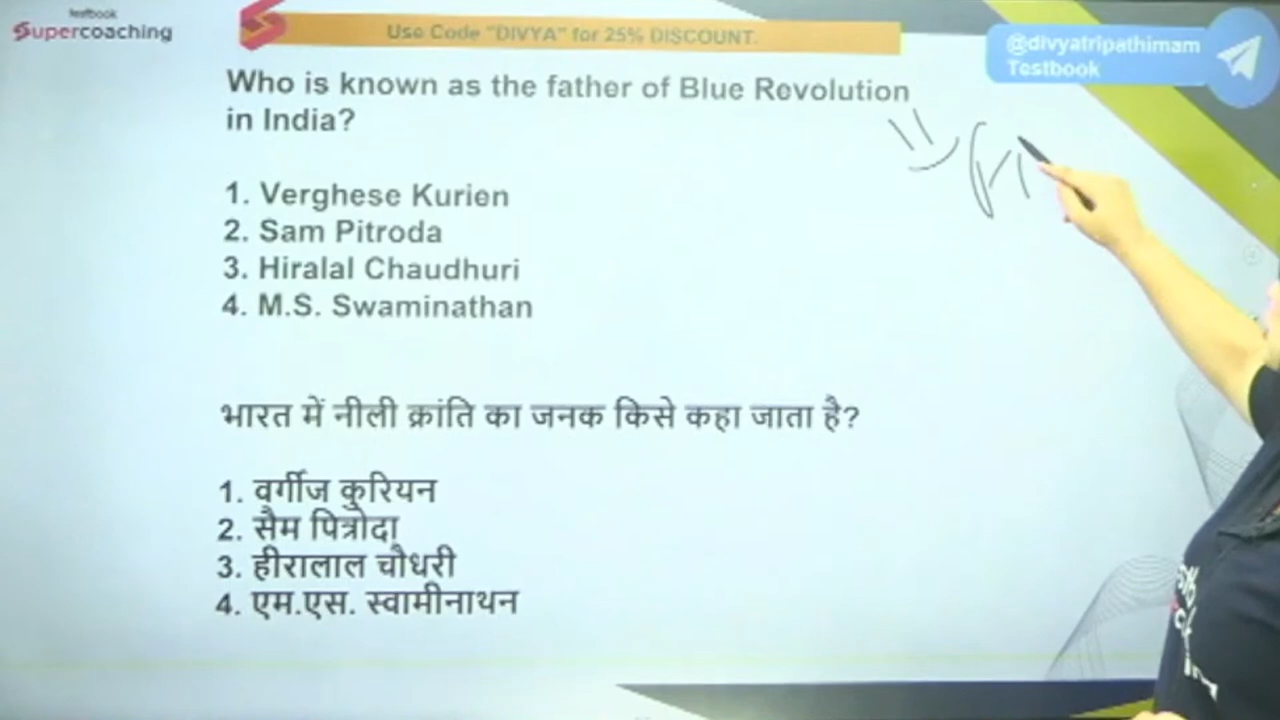 testbook
Supercoaching
Use Code "DIVYA" for 25% DISCOUNT.
@divyatripathimam
Testbook
Who is known as the father of Blue Revolution
in India?
1. Verghese Kurien
2. Sam Pitroda
3. Hiralal Chaudhuri
4. M.S. Swaminathan
भारत में नीली क्रांति का जनक किसे कहा जाता है?
1. वर्गीज कुरियन
2. सैम पित्रोदा
3. हीरालाल चौधरी
4. एम.एस. स्वामीनाथन